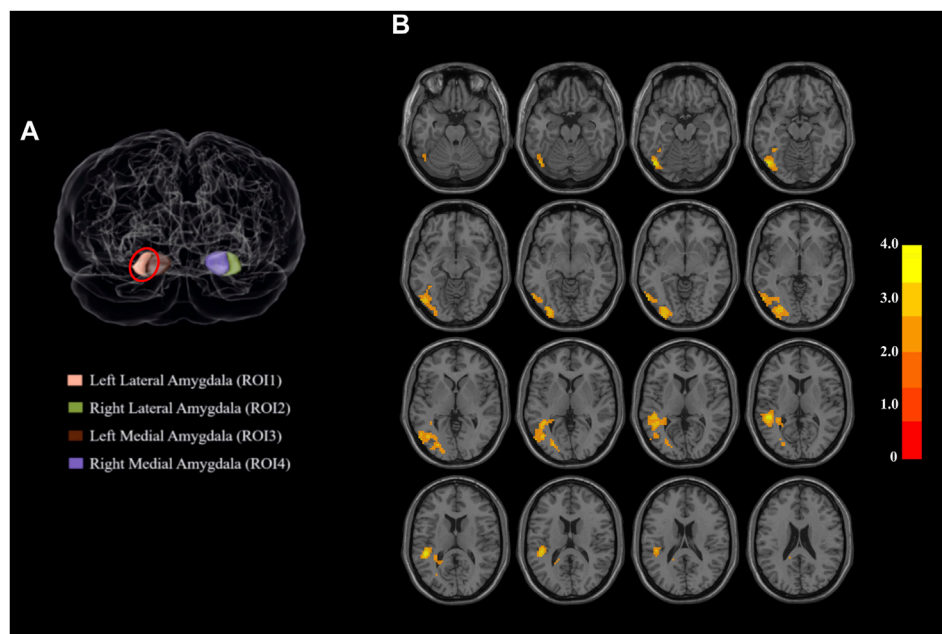 A
Left Lateral Amygdala (ROI1)
Right Lateral Amygdala (ROI2)
Left Medial Amygdala (ROI3)
Right Medial Amygdala (ROI4)
B
4.0
3.0
2.0
1.0
0